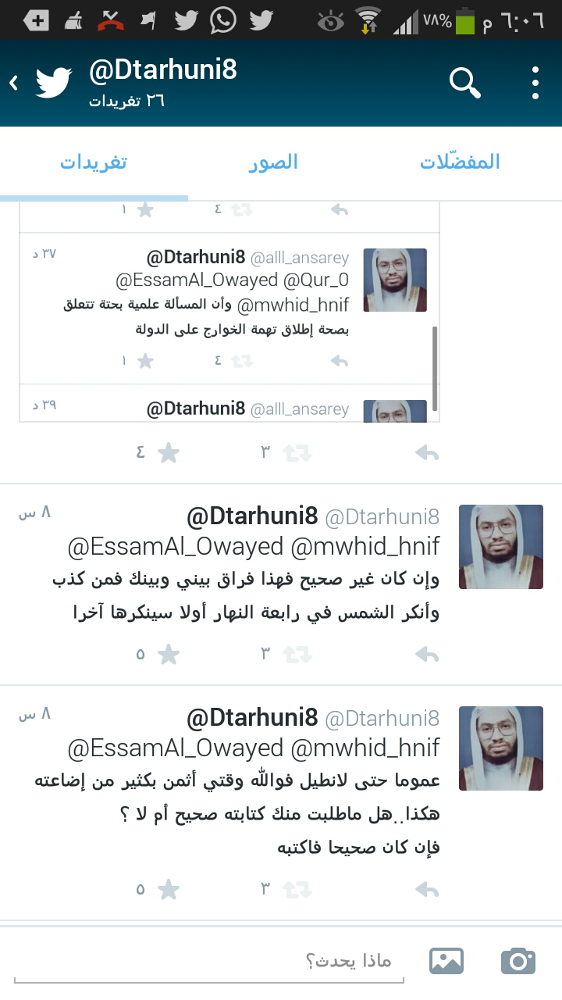 ٧٨% ٦:٠٦ م
@Dtarhuni8
٢٦ تغريدات
المفضّلات الصور تغريدات
٤ ١
@Dtarhuni8 @alll_ansarey ٣٧ د
@EssamAl_Owayed @Qur_0
@mwhid_hnif وأن المسألة علمية بحتة تتعلق
بصحة إطلاق تهمة الخوارج على الدولة
٤ ١
@Dtarhuni8 @alll_ansarey ٣٩ د
٣ ٤
@Dtarhuni8 @Dtarhuni8 ٨ س
@EssamAl_Owayed @mwhid_hnif
وإن كان غير صحيح فهذا فراق بيني وبينك فمن كذب
وأنكر الشمس في رابعة النهار أولا سينكرها آخرا
٣ ٥
@Dtarhuni8 @Dtarhuni8 ٨ س
@EssamAl_Owayed @mwhid_hnif
عموما حتى لانطيل فوالله وقتي أثمن بكثير من إضاعته
هكذا..هل ماطلبت منك كتابته صحيح أم لا ؟
فإن كان صحيحا فاكتبه
٣ ٥
ماذا يحدث؟